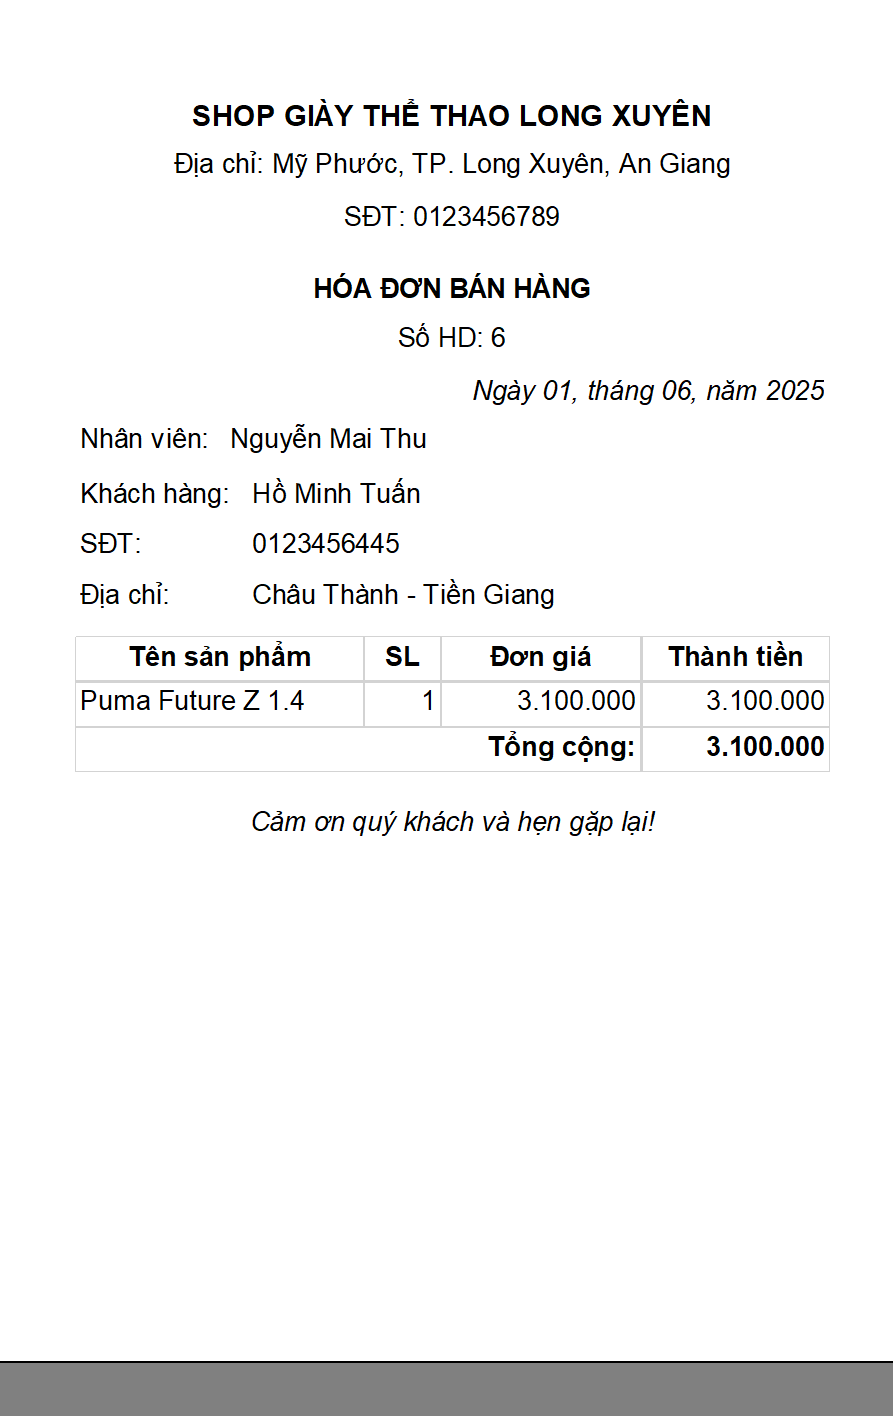 SHOP GIÀY THỂ THAO LONG XUYÊN
Địa chỉ: Mỹ Phước, TP. Long Xuyên, An Giang
SĐT: 0123456789
HÓA ĐƠN BÁN HÀNG
Số HD: 6
Ngày 01, tháng 06, năm 2025
Nhân viên: Nguyễn Mai Thu
Khách hàng: Hồ Minh Tuấn
SĐT: 0123456445
Địa chỉ: Châu Thành - Tiền Giang
Tên sản phẩm SL Đơn giá Thành tiền
Puma Future Z 1.4 1 3.100.000 3.100.000
Tổng cộng: 3.100.000
Cảm ơn quý khách và hẹn gặp lại!